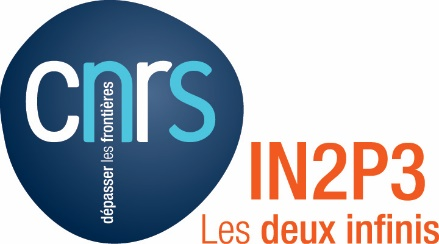 cnrs
dépasser les frontières
IN2P3
Les deux infinis